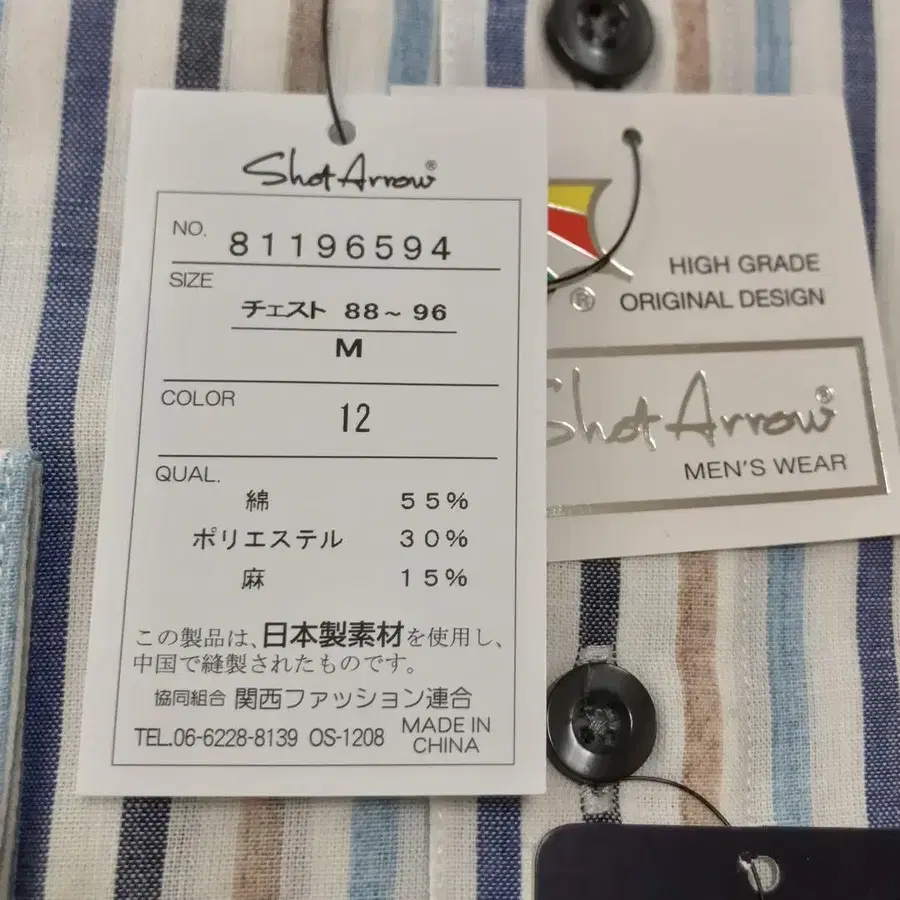 Shot Arrow®
NO. 81196594
SIZE
チェスト 88~96
M
COLOR
12
QUAL.
綿 55%
ポリエステル 30%
麻 15%
この製品は、日本製素材を使用し、
中国で縫製されたものです。
協同組合 関西ファッション連合
TEL.06-6228-8139 OS-1208 MADE IN
CHINA
®
HIGH GRADE
ORIGINAL DESIGN
Shot Arrow®
MEN'S WEAR